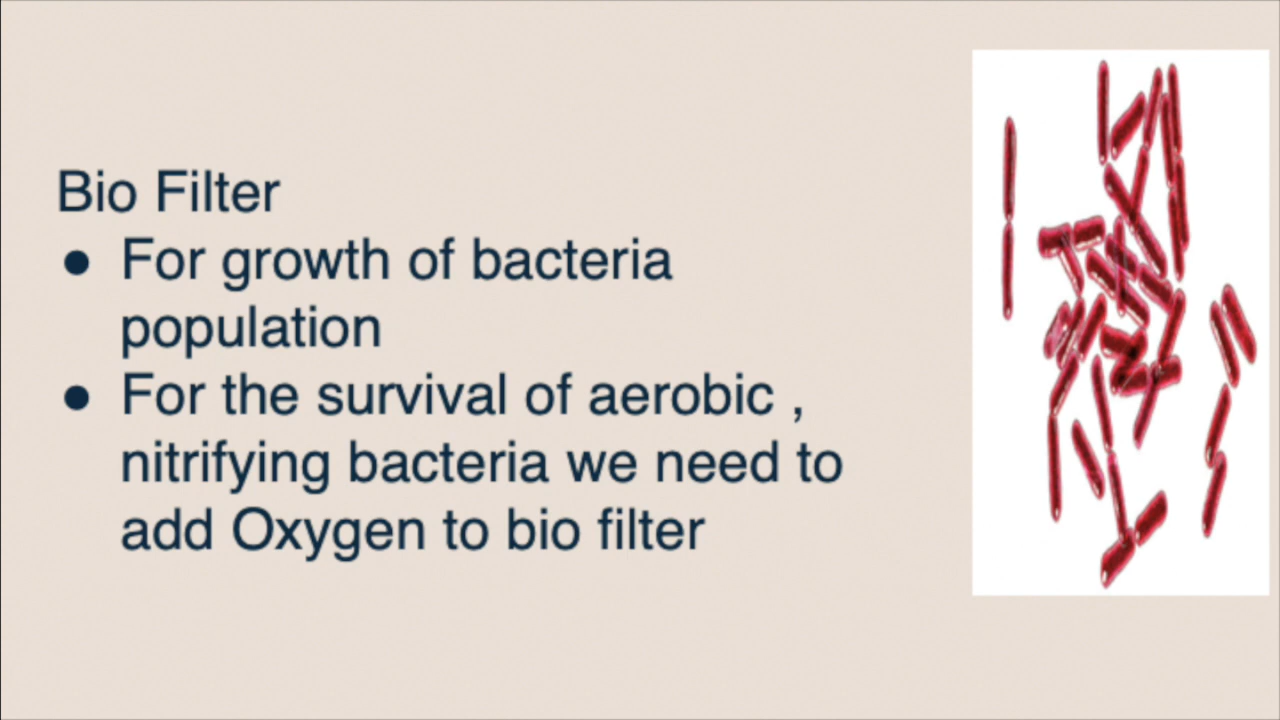 Bio Filter
● For growth of bacteria
population
● For the survival of aerobic ,
nitrifying bacteria we need to
add Oxygen to bio filter